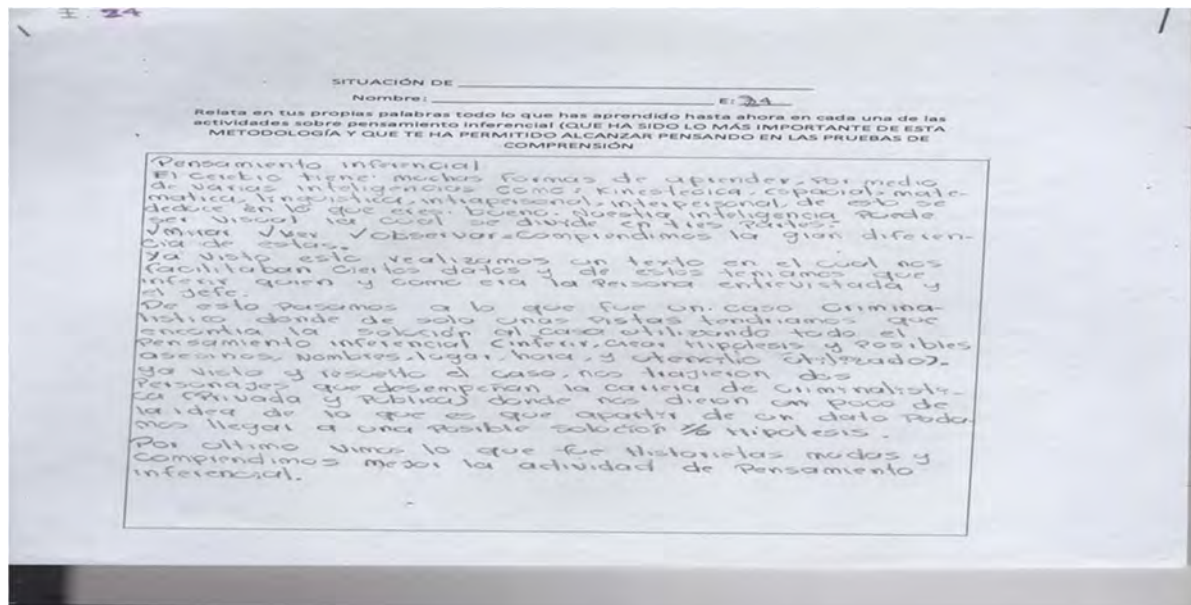 I. 24
SITUACIÓN DE
Nombre: E: 24
Relata en tus propias palabras todo lo que has aprendido hasta ahora en cada una de las
actividades sobre pensamiento inferencial (QUE HA SIDO LO MÁS IMPORTANTE DE ESTA
METODOLOGÍA Y QUE TE HA PERMITIDO ALCANZAR PENSANDO EN LAS PRUEBAS DE
COMPRENSIÓN
Pensamiento inferencial
El cerebro tiene muchas formas de aprender, por medio
de varias inteligencias como: Kinestedica, espacial, mate-
matica, linguistica, intrapersonal, interpersonal, de esto se
deduce en lo que eres bueno. Nuestra inteligencia Puede
ser visual la cual se divide en tres Partes:
√mirar √ver √observar. Comprendimos la gran diferen-
cia de estas.
Ya visto esto realizamos un texto en el cual nos
facilitaban ciertos datos y de estos teniamos que
inferir quien y como era la Persona entrevistada y
el Jefe.
De esto Pasamos a lo que fue un caso crimina-
listico donde de solo unas Pistas tendriamos que
encontra la solución al caso utilizando todo el
Pensamiento inferencial (inferir, crear Hipotesis y Posibles
asesinos, Nombres, lugar, hora, y utencilio utilizado).
ya visto y resuelto el caso, nos trajieron dos
Personajes que desempeñan la carrera de criminalisti-
ca (Privada y Publica) donde nos dieron un poco de
la idea de lo que es que apartir de un dato Poda-
mos llegar a una Posible solución y/o Hipotesis.
Por ultimo vimos lo que fue Historietas mudas y
comprendimos mejor la actividad de Pensamiento
inferencial.